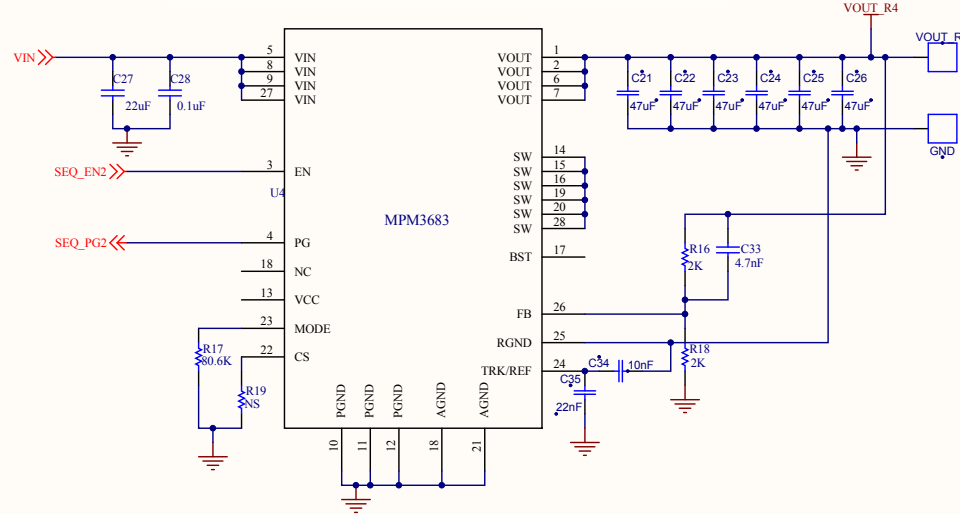 VOUT_R4
VIN
5
VIN
8
VIN
9
VIN
27
VIN
VOUT
1
VOUT
2
VOUT
6
VOUT
7
VOUT_R
C27
22uF
C28
0.1uF
C21
47uF
C22
47uF
C23
47uF
C24
47uF
C25
47uF
C26
47uF
GND
SEQ_EN2
3
EN
U4
SW
14
SW
15
SW
16
SW
19
SW
20
SW
28
MPM3683
SEQ_PG2
4
PG
BST
17
R16
2K
C33
4.7nF
18
NC
13
VCC
FB
26
23
MODE
RGND
25
R17
80.6K
22
CS
R18
2K
TRK/REF
24
C34
10nF
C35
22nF
R19
NS
PGND
PGND
PGND
AGND
AGND
10
11
12
18
21